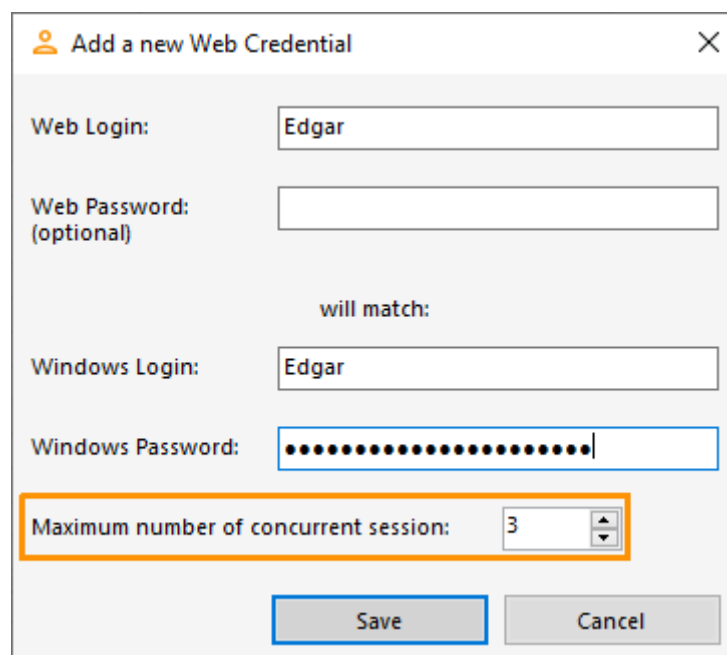 Add a new Web Credential
Web Login: Edgar
Web Password:
(optional)
will match:
Windows Login: Edgar
Windows Password: ••••••••••••••••••••••
Maximum number of concurrent session: 3
Save Cancel